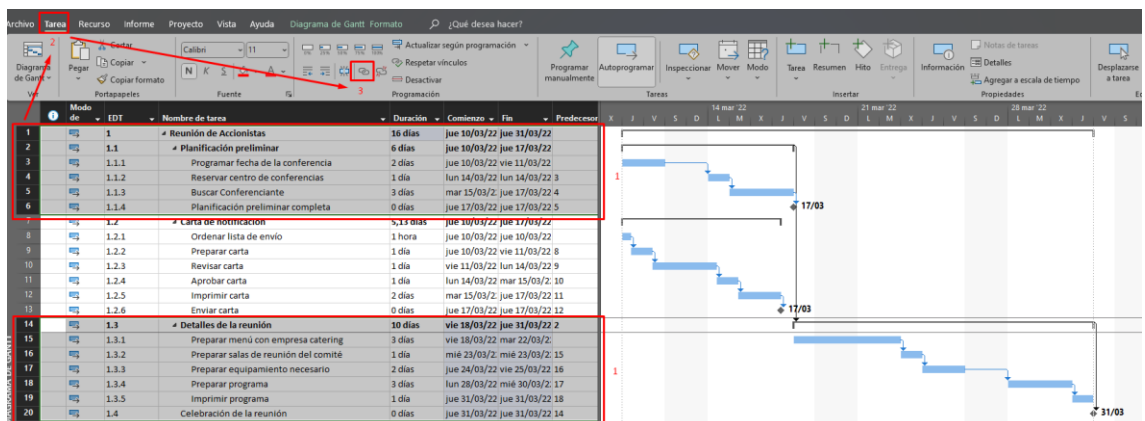 Archivo Tarea Recurso Informe Proyecto Vista Ayuda Diagrama de Gantt Formato ¿Qué desea hacer?
2
Diagrama de Gantt
Pegar
Cortar
Copiar
Copiar formato
Calibri 11
N K S A
0% 25% 50% 75% 100%
Actualizar según programación
Respetar vínculos
Desactivar
3
Programar manualmente
Autoprogramar
Inspeccionar Mover Modo
Tarea Resumen Hito Entrega
Información
Notas de tareas
Detalles
Agregar a escala de tiempo
Desplazarse a tarea
Ver Portapapeles Fuente Programación Tareas Insertar Propiedades
Modo de EDT Nombre de tarea Duración Comienzo Fin Predecesor
14 mar '22 21 mar '22 28 mar '22
X J V S D L M X J V S D L M X J V S D L M X J V S
1 1 Reunión de Accionistas 16 días jue 10/03/22 jue 31/03/22
2 1.1 Planificación preliminar 6 días jue 10/03/22 jue 17/03/22
3 1.1.1 Programar fecha de la conferencia 2 días jue 10/03/22 vie 11/03/22
4 1.1.2 Reservar centro de conferencias 1 día lun 14/03/22 lun 14/03/22 3
1
5 1.1.3 Buscar Conferenciante 3 días mar 15/03/2 jue 17/03/22 4
6 1.1.4 Planificación preliminar completa 0 días jue 17/03/22 jue 17/03/22 5
17/03
7 1.2 Carta de notificación 5,13 días jue 10/03/22 jue 17/03/22
8 1.2.1 Ordenar lista de envío 1 hora jue 10/03/22 jue 10/03/22
9 1.2.2 Preparar carta 1 día jue 10/03/22 vie 11/03/22 8
10 1.2.3 Revisar carta 1 día vie 11/03/22 lun 14/03/22 9
11 1.2.4 Aprobar carta 1 día lun 14/03/22 mar 15/03/2 10
12 1.2.5 Imprimir carta 2 días mar 15/03/2 jue 17/03/22 11
13 1.2.6 Enviar carta 0 días jue 17/03/22 jue 17/03/22 12
17/03
14 1.3 Detalles de la reunión 10 días vie 18/03/22 jue 31/03/22 2
15 1.3.1 Preparar menú con empresa catering 3 días vie 18/03/22 mar 22/03/2
16 1.3.2 Preparar salas de reunión del comité 1 día mié 23/03/2 mié 23/03/2 15
17 1.3.3 Preparar equipamiento necesario 2 días jue 24/03/22 vie 25/03/22 16
1
18 1.3.4 Preparar programa 3 días lun 28/03/22 mié 30/03/2 17
19 1.3.5 Imprimir programa 1 día jue 31/03/22 jue 31/03/22 18
20 1.4 Celebración de la reunión 0 días jue 31/03/22 jue 31/03/22 14
31/03